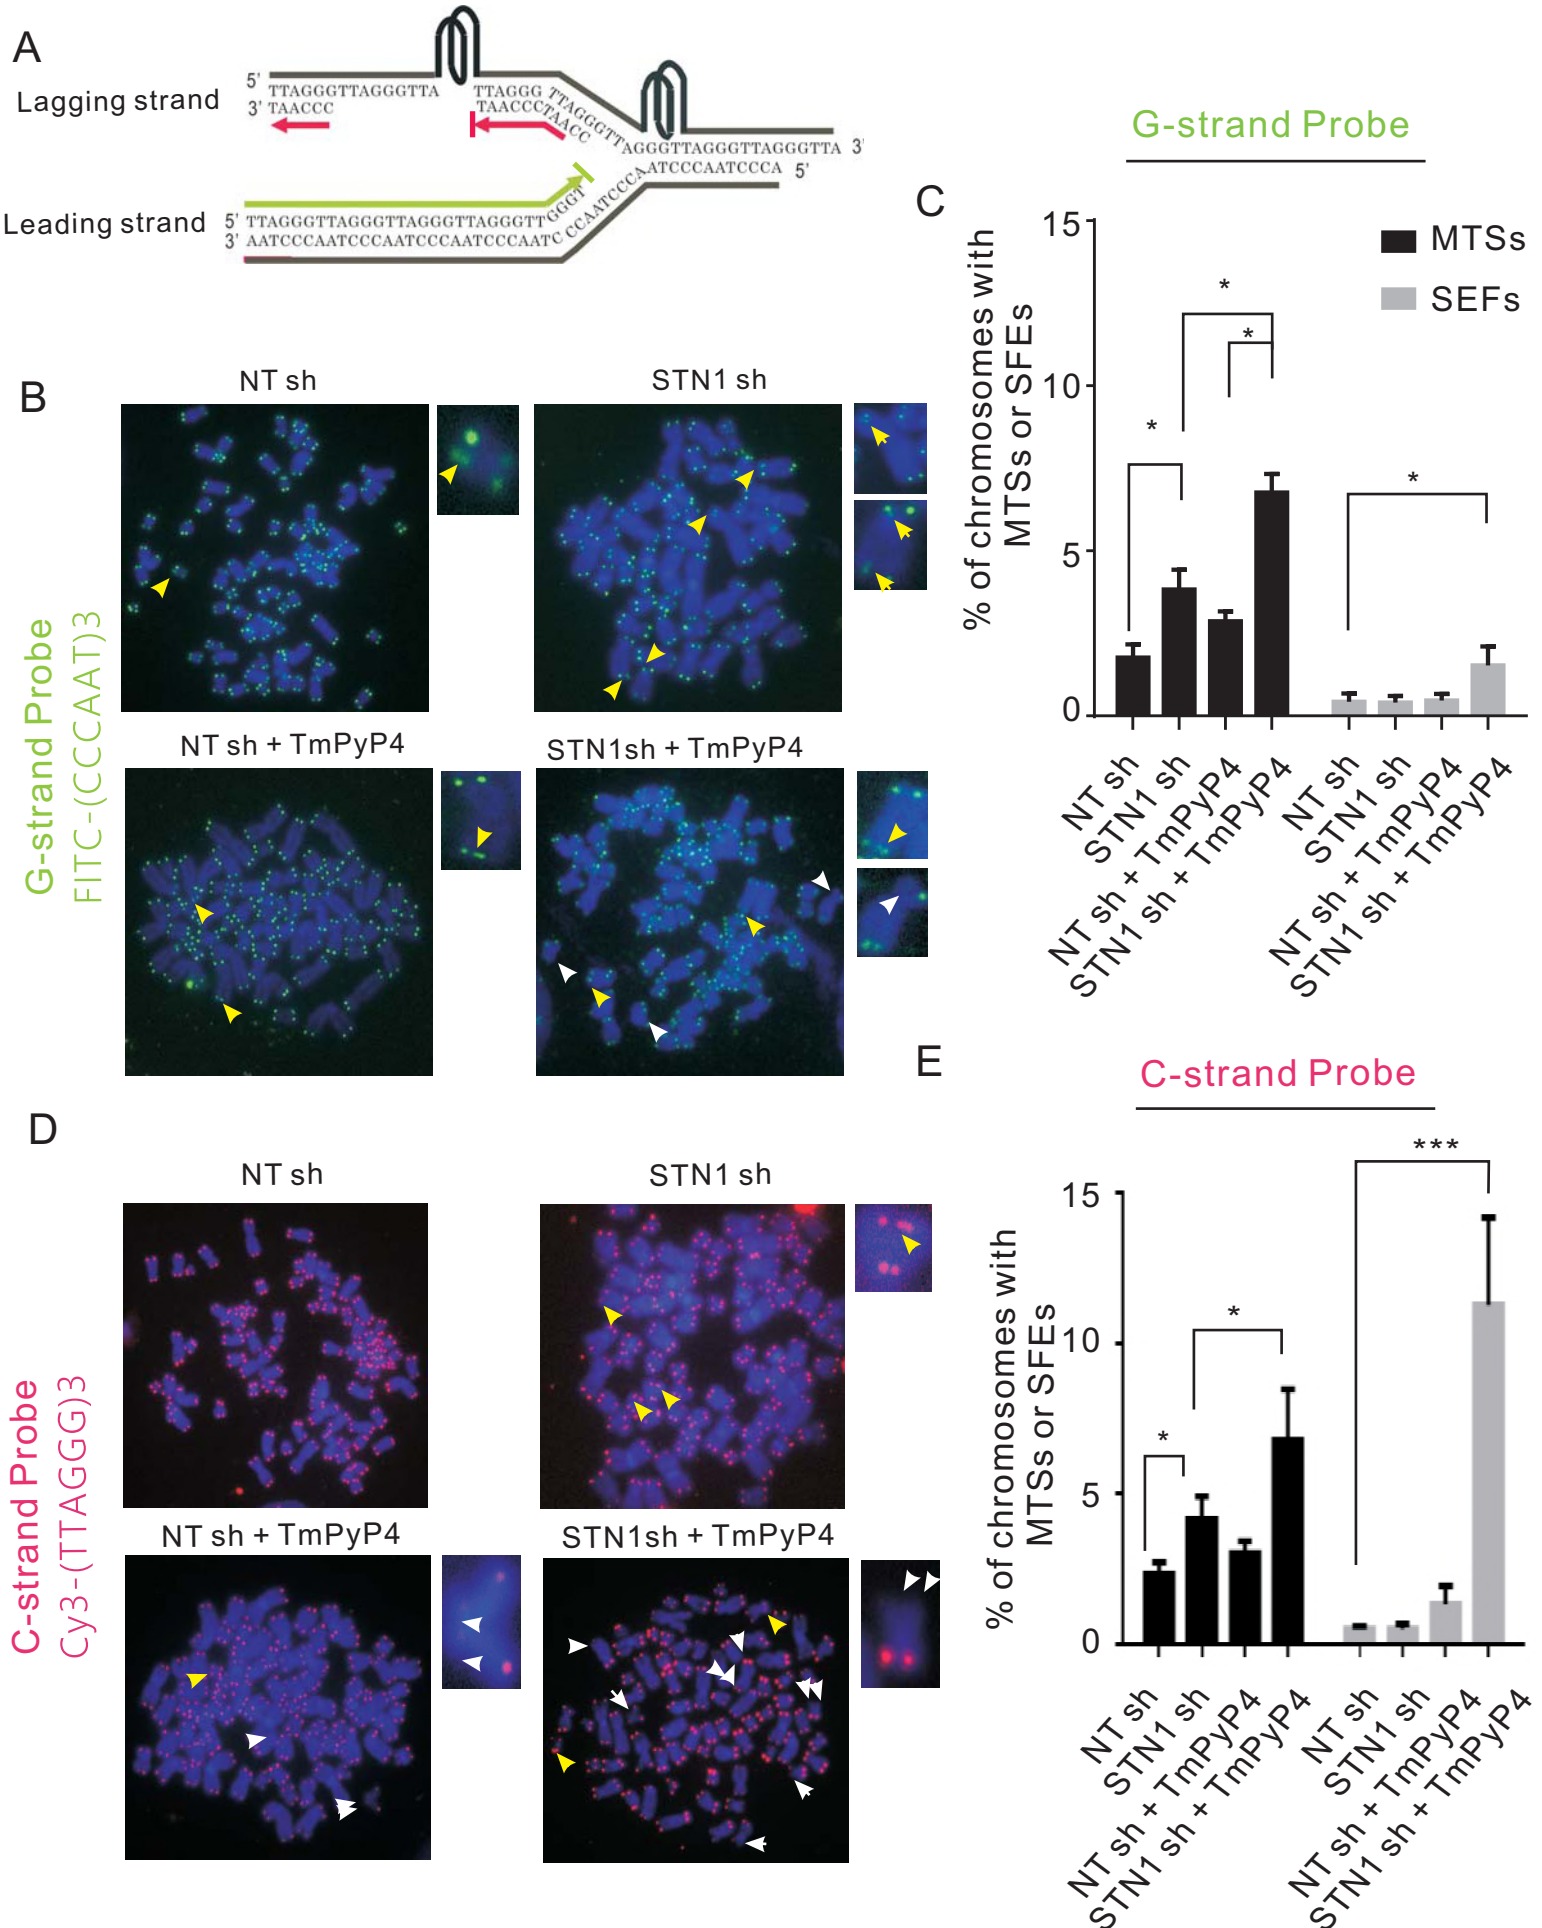 A
5'
TTAGGGTTAGGGTTA
TTAGGG TTAGGGTT
Lagging strand
3' TAACCC
TAACCCTAACC
AGGGTTAGGGTTAGGGTTA 3'
ATCCCAATCCCA 5'
GGGT
CCAATCCCA
Leading strand
5' TTAGGGTTAGGGTTAGGGTTAGGGTT
3' AATCCCAATCCCAATCCCAATCCCAATC
B
G-strand Probe
FITC-(CCCAAT)3
NT sh
STN1 sh
NT sh + TmPyP4
STN1sh + TmPyP4
G-strand Probe
C
% of chromosomes with
MTSs or SFEs
15
10
5
0
MTSs
SEFs
*
*
*
*
NT sh
STN1 sh
NT sh + TmPyP4
STN1 sh + TmPyP4
NT sh
STN1 sh
NT sh + TmPyP4
STN1 sh + TmPyP4
D
C-strand Probe
Cy3-(TTAGGG)3
NT sh
STN1 sh
NT sh + TmPyP4
STN1sh + TmPyP4
E
C-strand Probe
% of chromosomes with
MTSs or SFEs
15
10
5
0
*
*
***
NT sh
STN1 sh
NT sh + TmPyP4
STN1 sh + TmPyP4
NT sh
STN1 sh
NT sh + TmPyP4
STN1 sh + TmPyP4